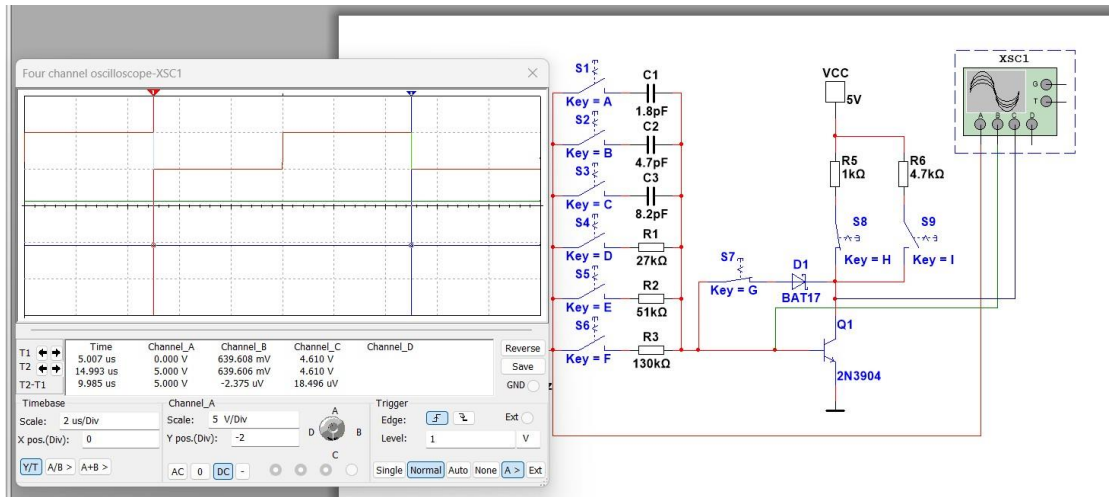 Four channel oscilloscope-XSC1
Time Channel_A Channel_B Channel_C Channel_D
T1 5.007 us 0.000 V 639.608 mV 4.610 V
T2 14.993 us 5.000 V 639.606 mV 4.610 V
T2-T1 9.985 us 5.000 V -2.375 uV 18.496 uV
Reverse
Save
GND
Timebase
Scale: 2 us/Div
X pos.(Div): 0
Y/T A/B > A+B >
Channel_A
Scale: 5 V/Div
Y pos.(Div): -2
AC 0 DC -
A
B
C
D
Trigger
Edge: Ext
Level: 1 V
Single Normal Auto None A > Ext
S1
Key = A
C1
1.8pF
S2
Key = B
C2
4.7pF
S3
Key = C
C3
8.2pF
S4
Key = D
R1
27kΩ
S5
Key = E
R2
51kΩ
S6
Key = F
R3
130kΩ
S7
Key = G
D1
BAT17
VCC
5V
R5
1kΩ
R6
4.7kΩ
S8
Key = H
S9
Key = I
Q1
2N3904
XSC1
G
T
A B C D